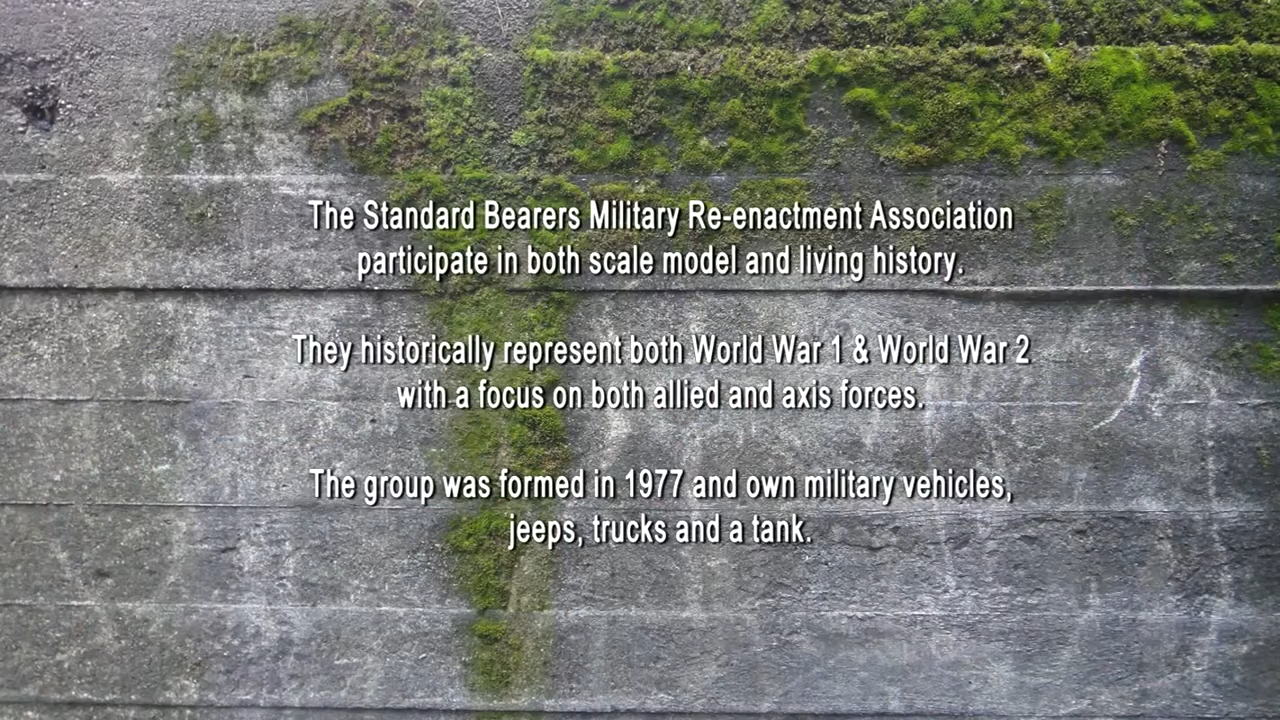 The Standard Bearers Military Re-enactment Association
participate in both scale model and living history.
They historically represent both World War 1 & World War 2
with a focus on both allied and axis forces.
The group was formed in 1977 and own military vehicles,
jeeps, trucks and a tank.